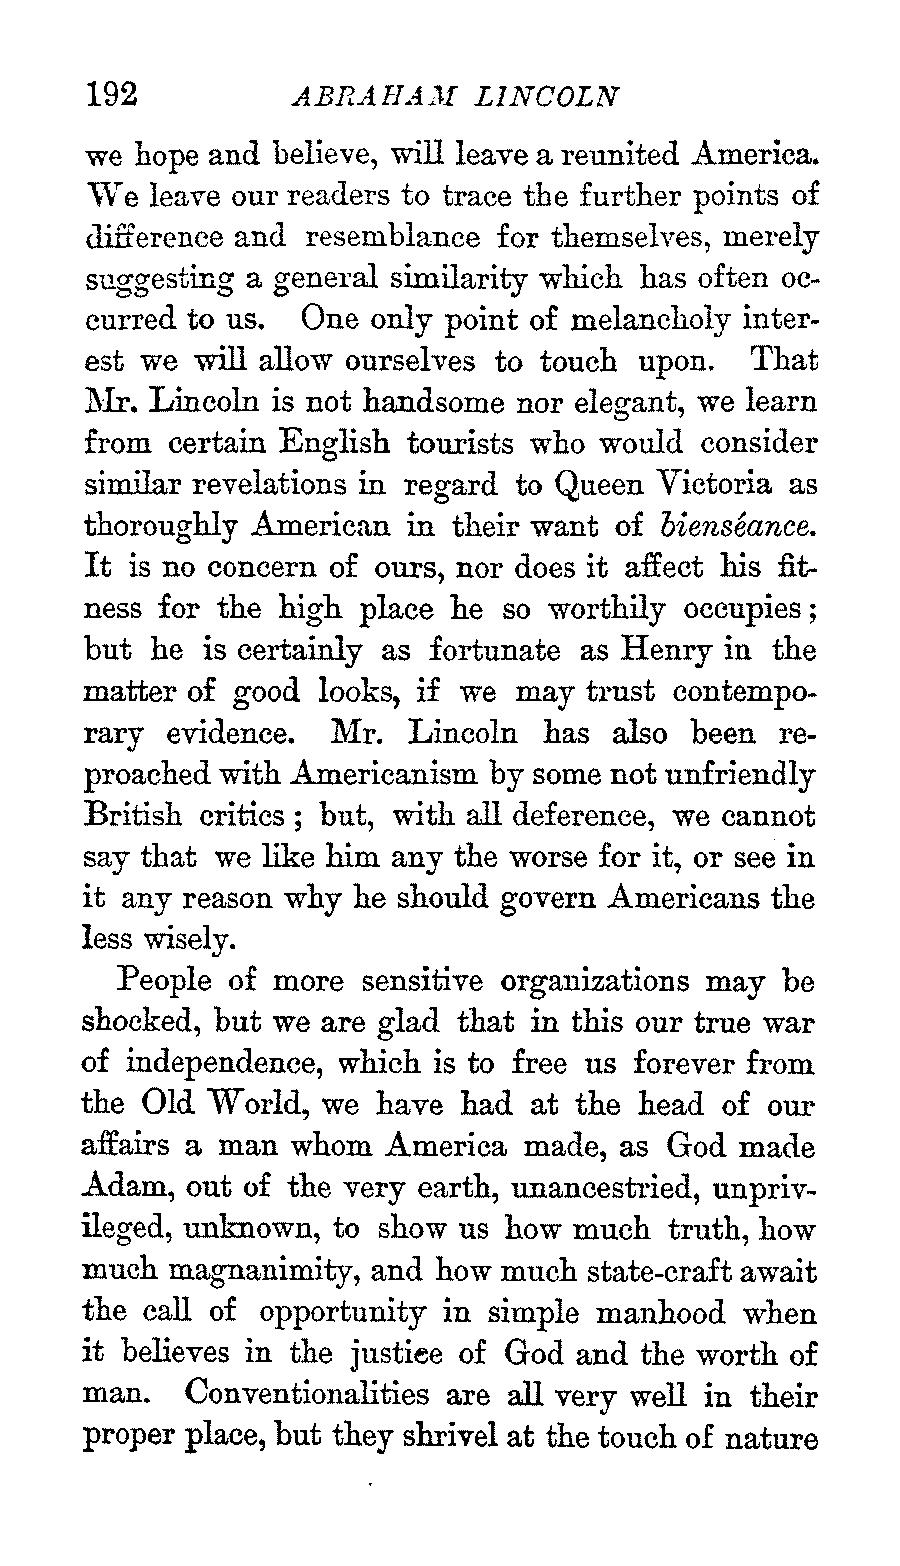 192 ABRAHAM LINCOLN
we hope and believe, will leave a reunited America.
We leave our readers to trace the further points of
difference and resemblance for themselves, merely
suggesting a general similarity which has often oc-
curred to us. One only point of melancholy inter-
est we will allow ourselves to touch upon. That
Mr. Lincoln is not handsome nor elegant, we learn
from certain English tourists who would consider
similar revelations in regard to Queen Victoria as
thoroughly American in their want of bienséance.
It is no concern of ours, nor does it affect his fit-
ness for the high place he so worthily occupies;
but he is certainly as fortunate as Henry in the
matter of good looks, if we may trust contempo-
rary evidence. Mr. Lincoln has also been re-
proached with Americanism by some not unfriendly
British critics; but, with all deference, we cannot
say that we like him any the worse for it, or see in
it any reason why he should govern Americans the
less wisely.
People of more sensitive organizations may be
shocked, but we are glad that in this our true war
of independence, which is to free us forever from
the Old World, we have had at the head of our
affairs a man whom America made, as God made
Adam, out of the very earth, unancestried, unpriv-
ileged, unknown, to show us how much truth, how
much magnanimity, and how much state-craft await
the call of opportunity in simple manhood when
it believes in the justice of God and the worth of
man. Conventionalities are all very well in their
proper place, but they shrivel at the touch of nature